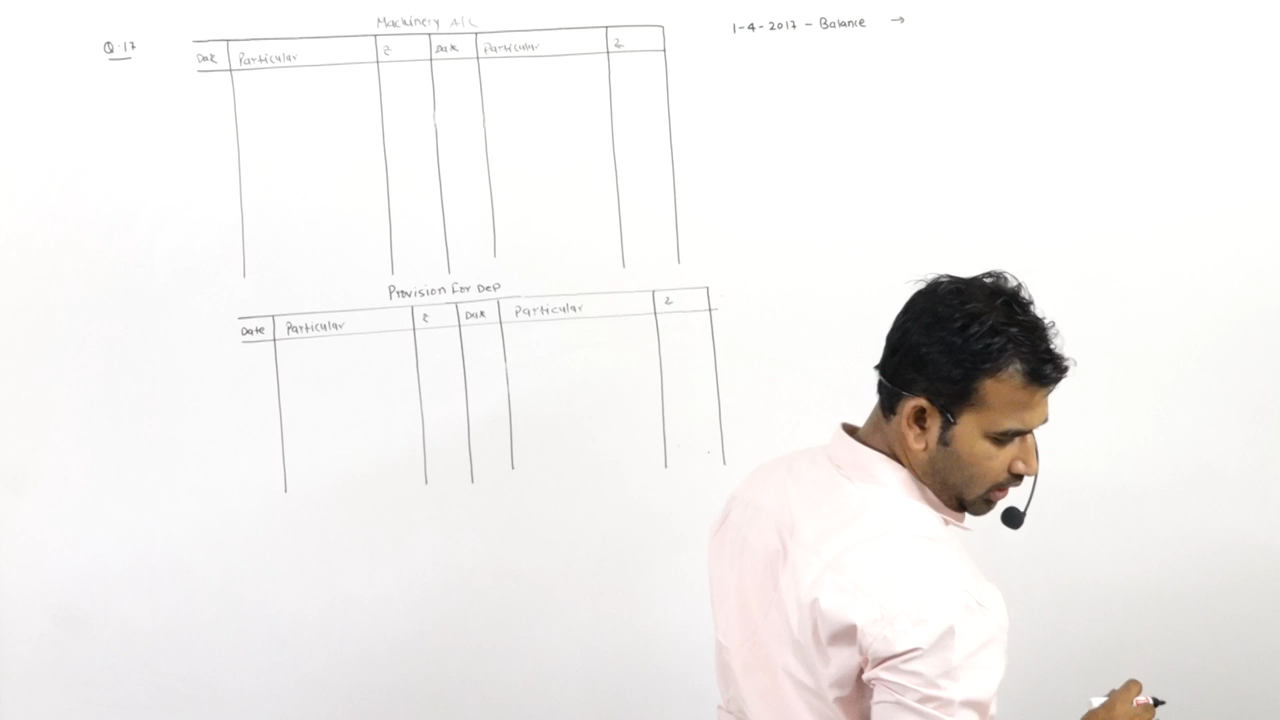 Machinery A/C
Q.17
Date Particular ₹ Date Particular ₹
1-4-2017 - Balance →
Provision For Dep
Date Particular ₹ Date Particular ₹